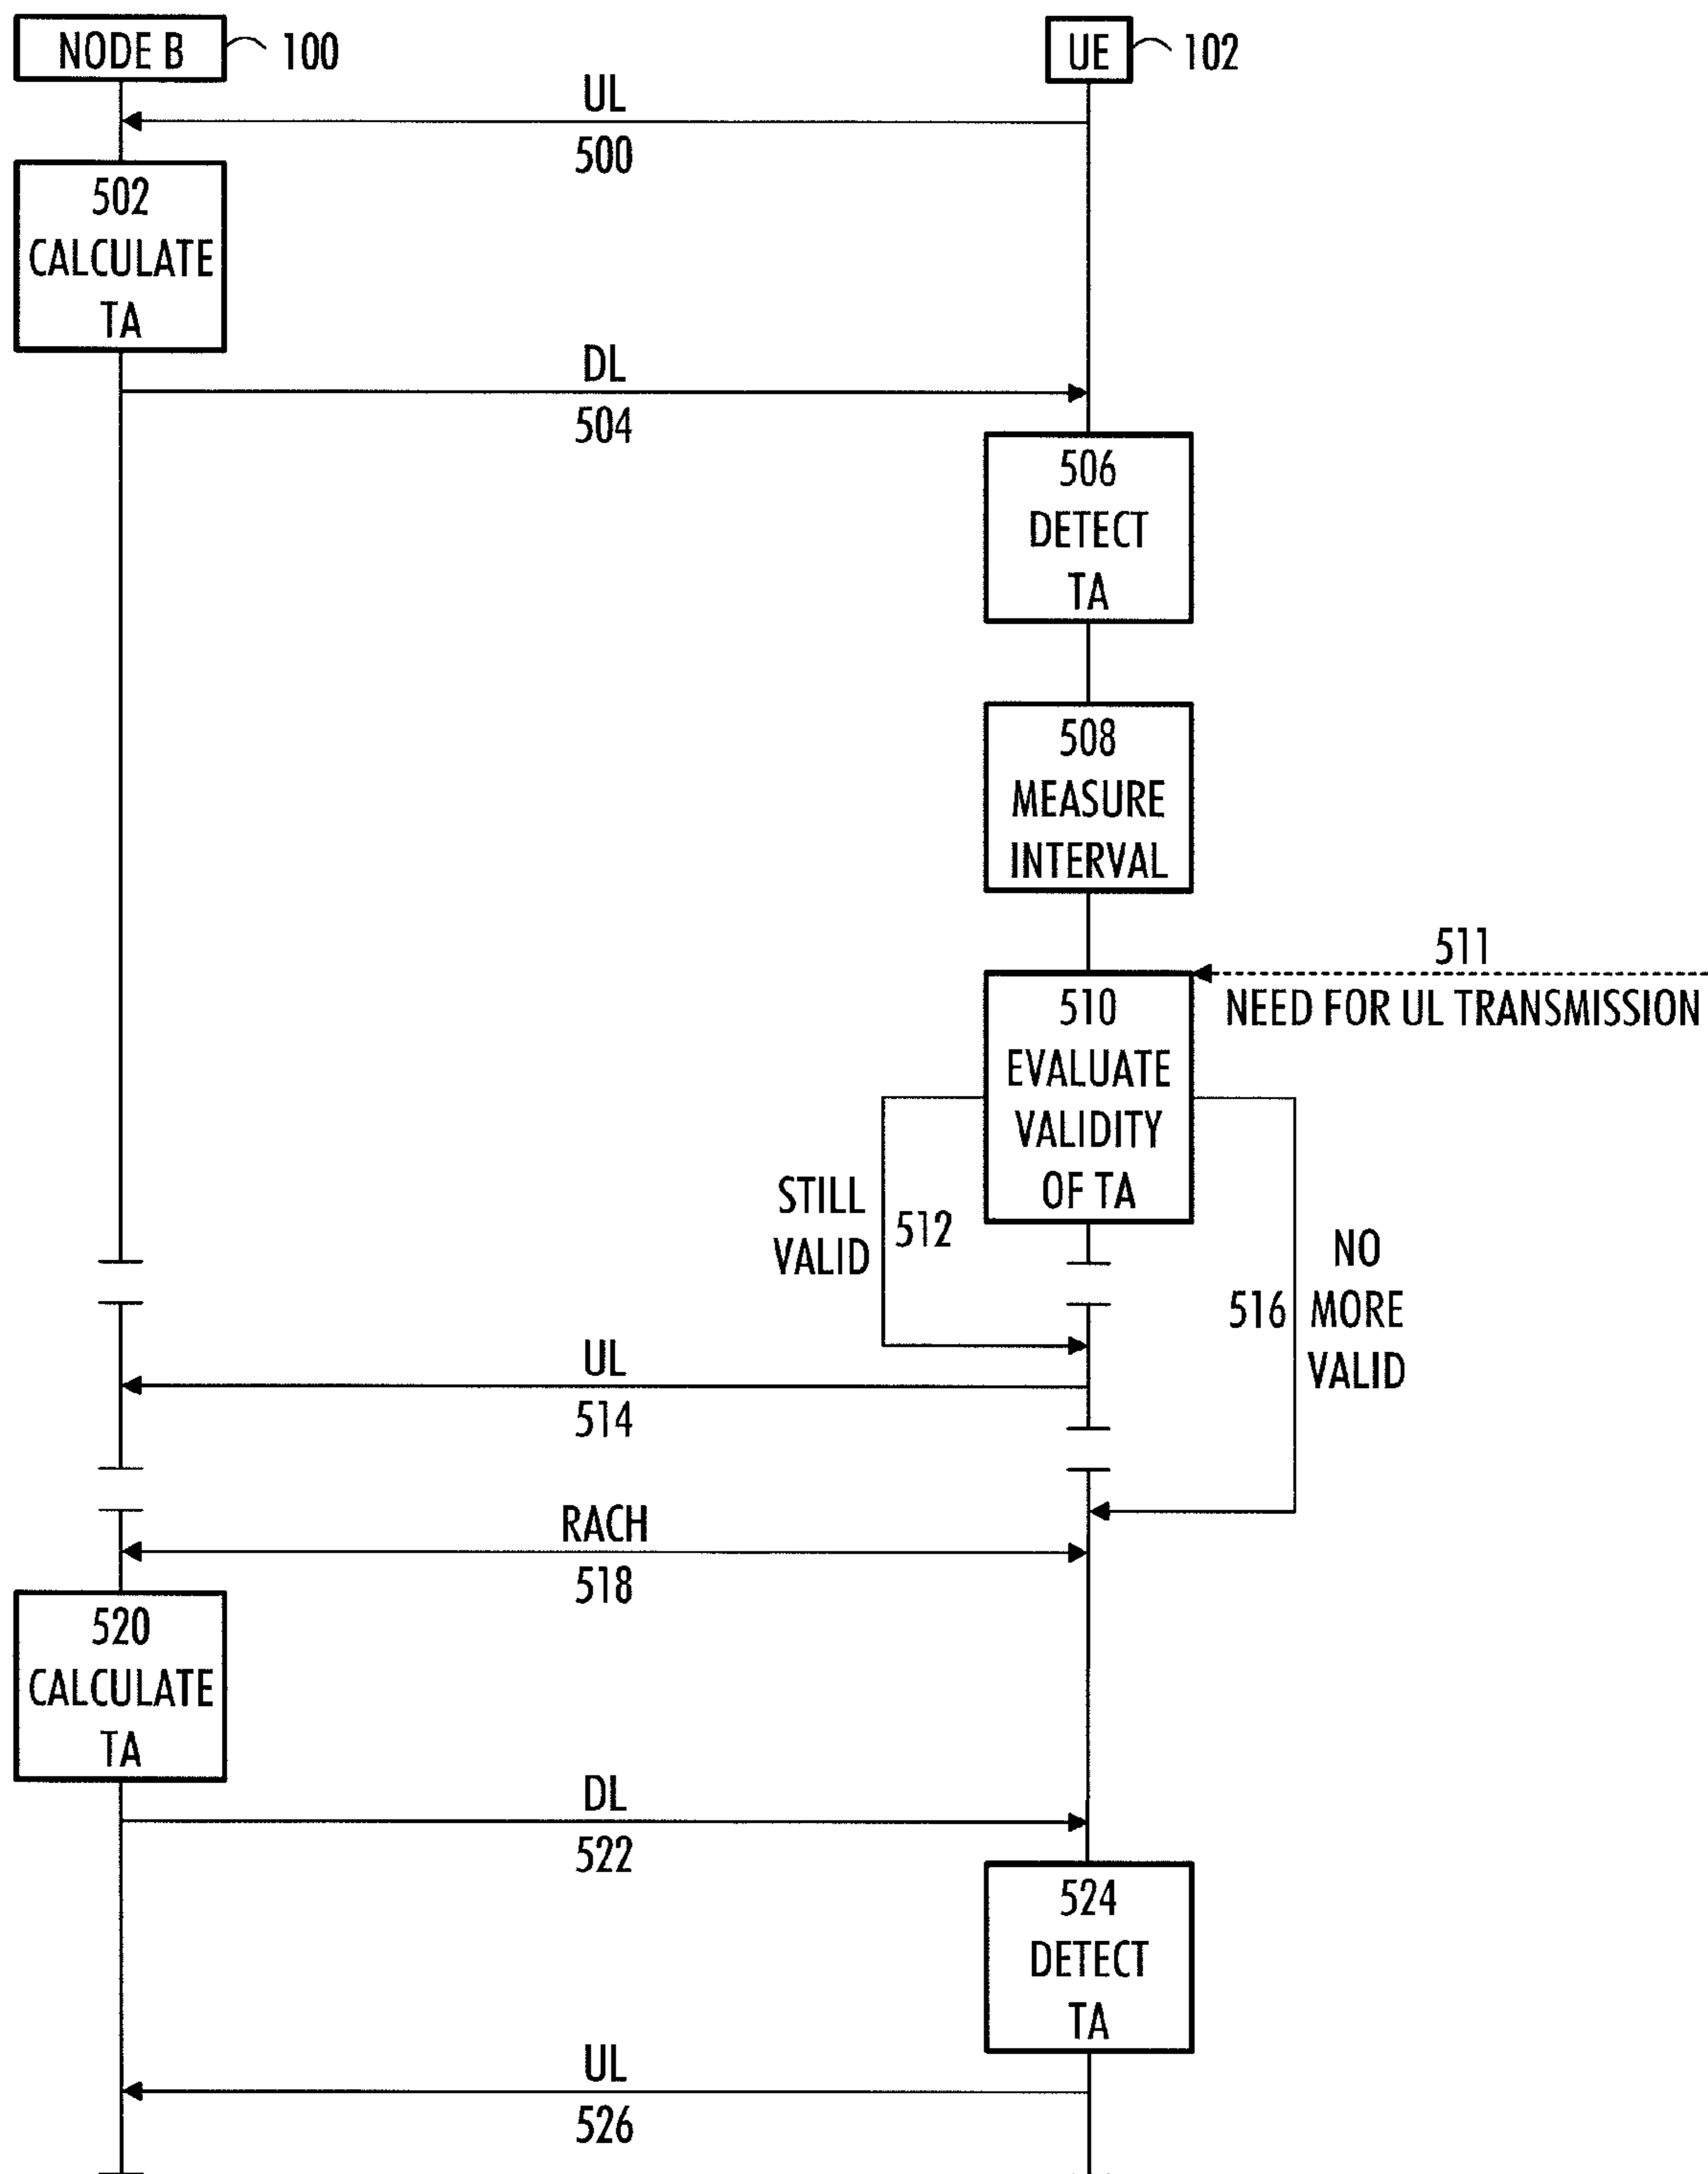 NODE B
100
UE
102
UL
500
502
CALCULATE
TA
DL
504
506
DETECT
TA
508
MEASURE
INTERVAL
511
NEED FOR UL TRANSMISSION
510
EVALUATE
VALIDITY
OF TA
STILL
VALID
512
516
NO
MORE
VALID
UL
514
RACH
518
520
CALCULATE
TA
DL
522
524
DETECT
TA
UL
526